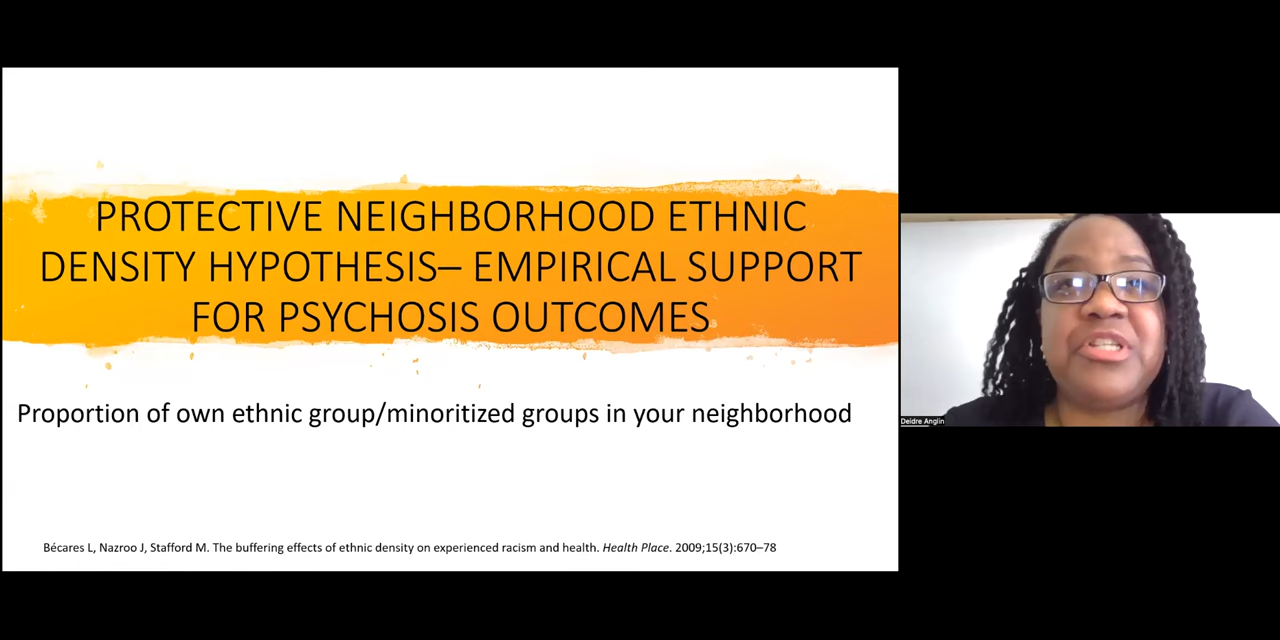 PROTECTIVE NEIGHBORHOOD ETHNIC
DENSITY HYPOTHESIS– EMPIRICAL SUPPORT
FOR PSYCHOSIS OUTCOMES
Proportion of own ethnic group/minoritized groups in your neighborhood
Bécares L, Nazroo J, Stafford M. The buffering effects of ethnic density on experienced racism and health. Health Place. 2009;15(3):670–78
Deidre Anglin